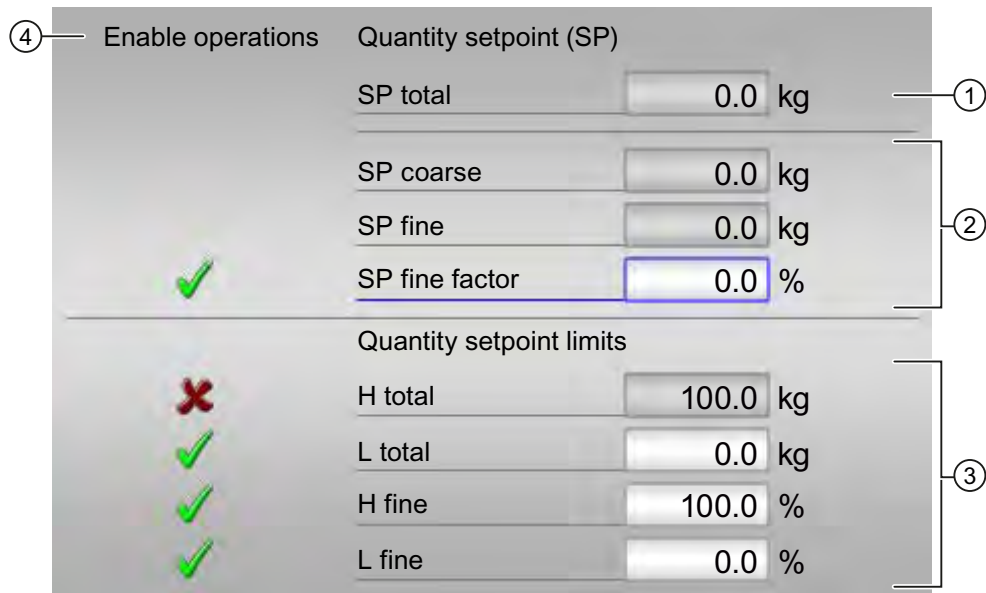 4 Enable operations Quantity setpoint (SP)
SP total 0.0 kg 1
SP coarse 0.0 kg
SP fine 0.0 kg 2
SP fine factor 0.0 %
Quantity setpoint limits
H total 100.0 kg
L total 0.0 kg
3
H fine 100.0 %
L fine 0.0 %